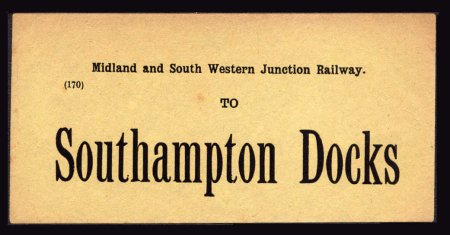 Midland and South Western Junction Railway.
(170)
TO
Southampton Docks